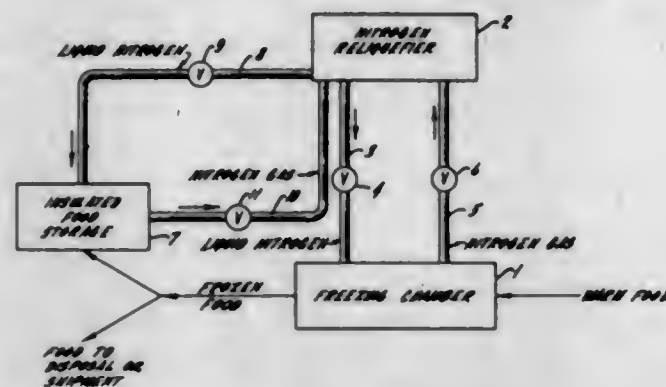 LIQUID NITROGEN
9
8
NITROGEN
RELIQUEFIER
2
3
V
V
NITROGEN GAS
V
4
V
6
INSULATED
FOOD
STORAGE
7
11
10
5
LIQUID NITROGEN
NITROGEN GAS
1
FROZEN
FOOD
FREEZING CHAMBER
WARM FOOD
FOOD TO
DISPOSAL OR
SHIPMENT